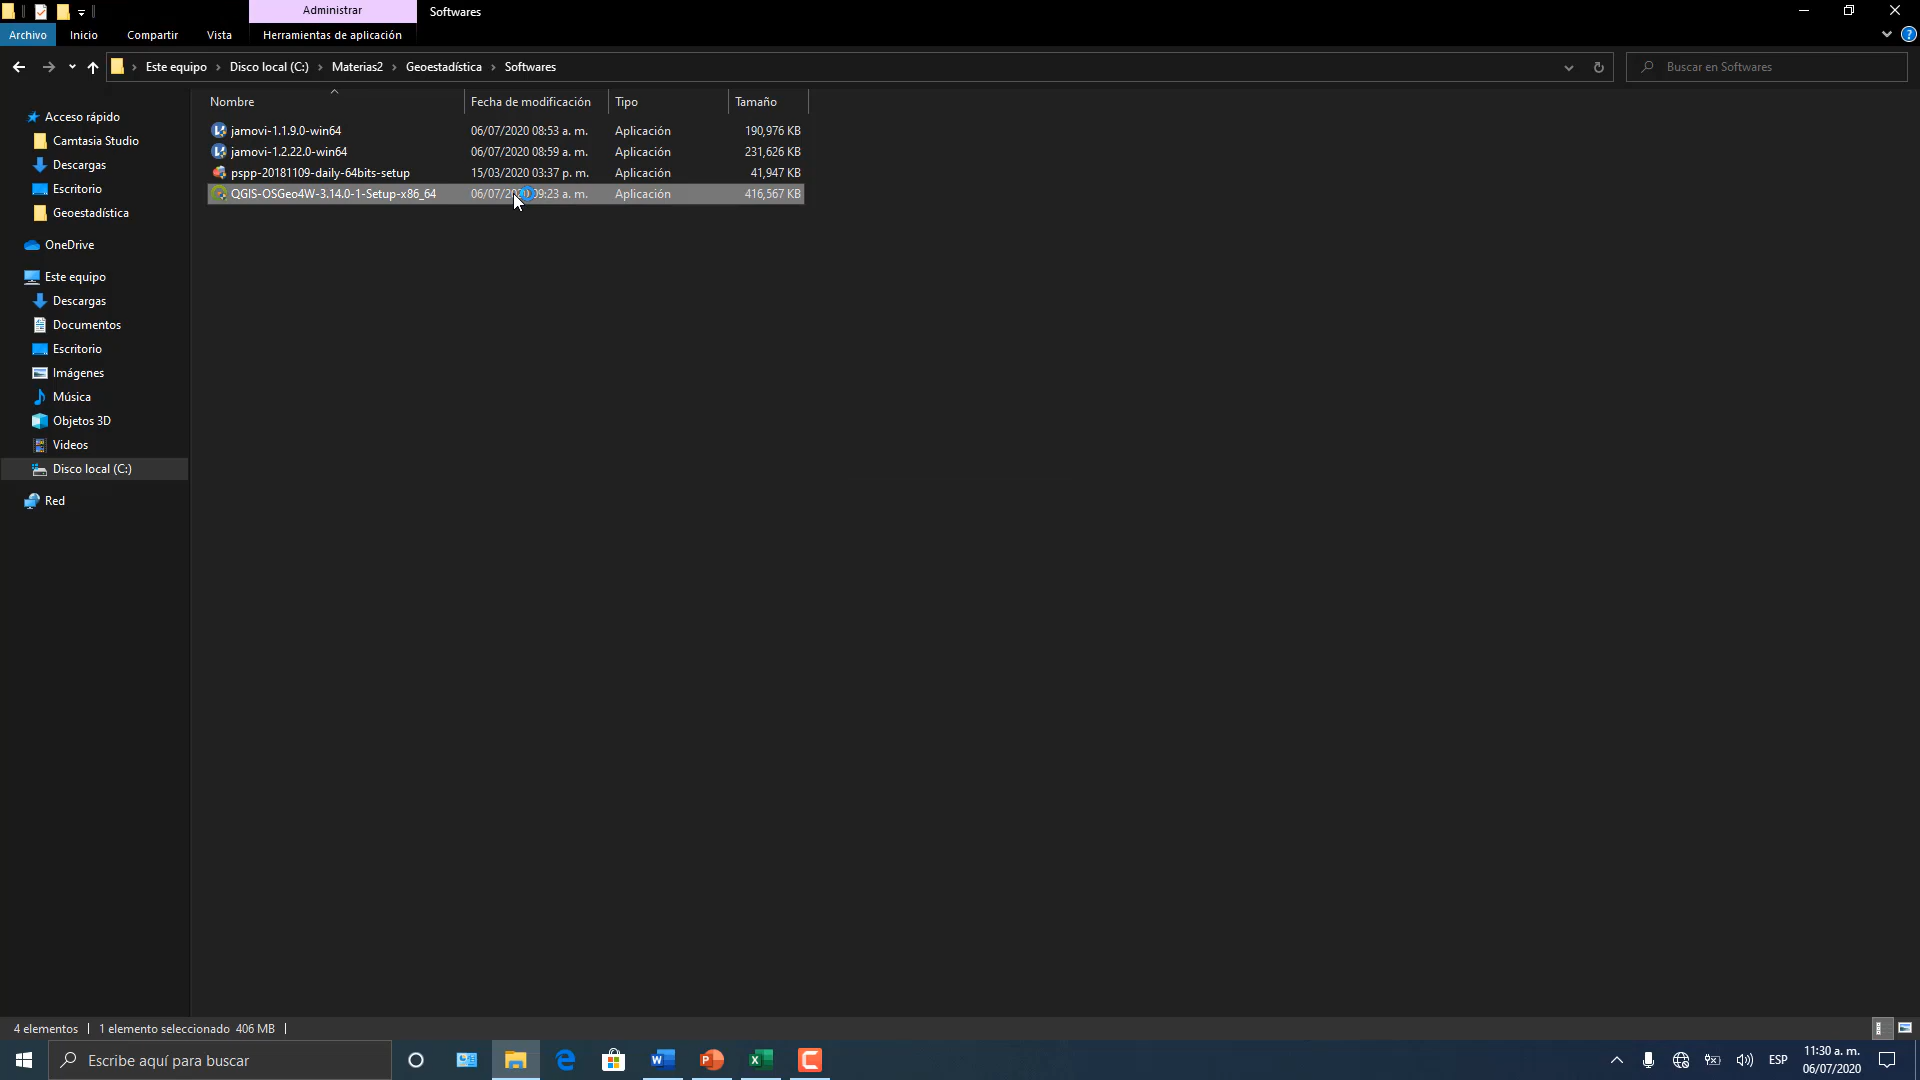 Administrar
Softwares
Archivo
Inicio
Compartir
Vista
Herramientas de aplicación
Este equipo
Disco local (C:)
Materias2
Geoestadística
Softwares
Buscar en Softwares
Nombre
Fecha de modificación
Tipo
Tamaño
jamovi-1.1.9.0-win64 06/07/2020 08:53 a. m. Aplicación 190,976 KB
jamovi-1.2.22.0-win64 06/07/2020 08:59 a. m. Aplicación 231,626 KB
pspp-20181109-daily-64bits-setup 15/03/2020 03:37 p. m. Aplicación 41,947 KB
QGIS-OSGeo4W-3.14.0-1-Setup-x86_64 06/07/2020 09:23 a. m. Aplicación 416,567 KB
Acceso rápido
Camtasia Studio
Descargas
Escritorio
Geoestadística
OneDrive
Este equipo
Descargas
Documentos
Escritorio
Imágenes
Música
Objetos 3D
Videos
Disco local (C:)
Red
4 elementos
1 elemento seleccionado 406 MB
Escribe aquí para buscar
ESP
11:30 a. m.
06/07/2020